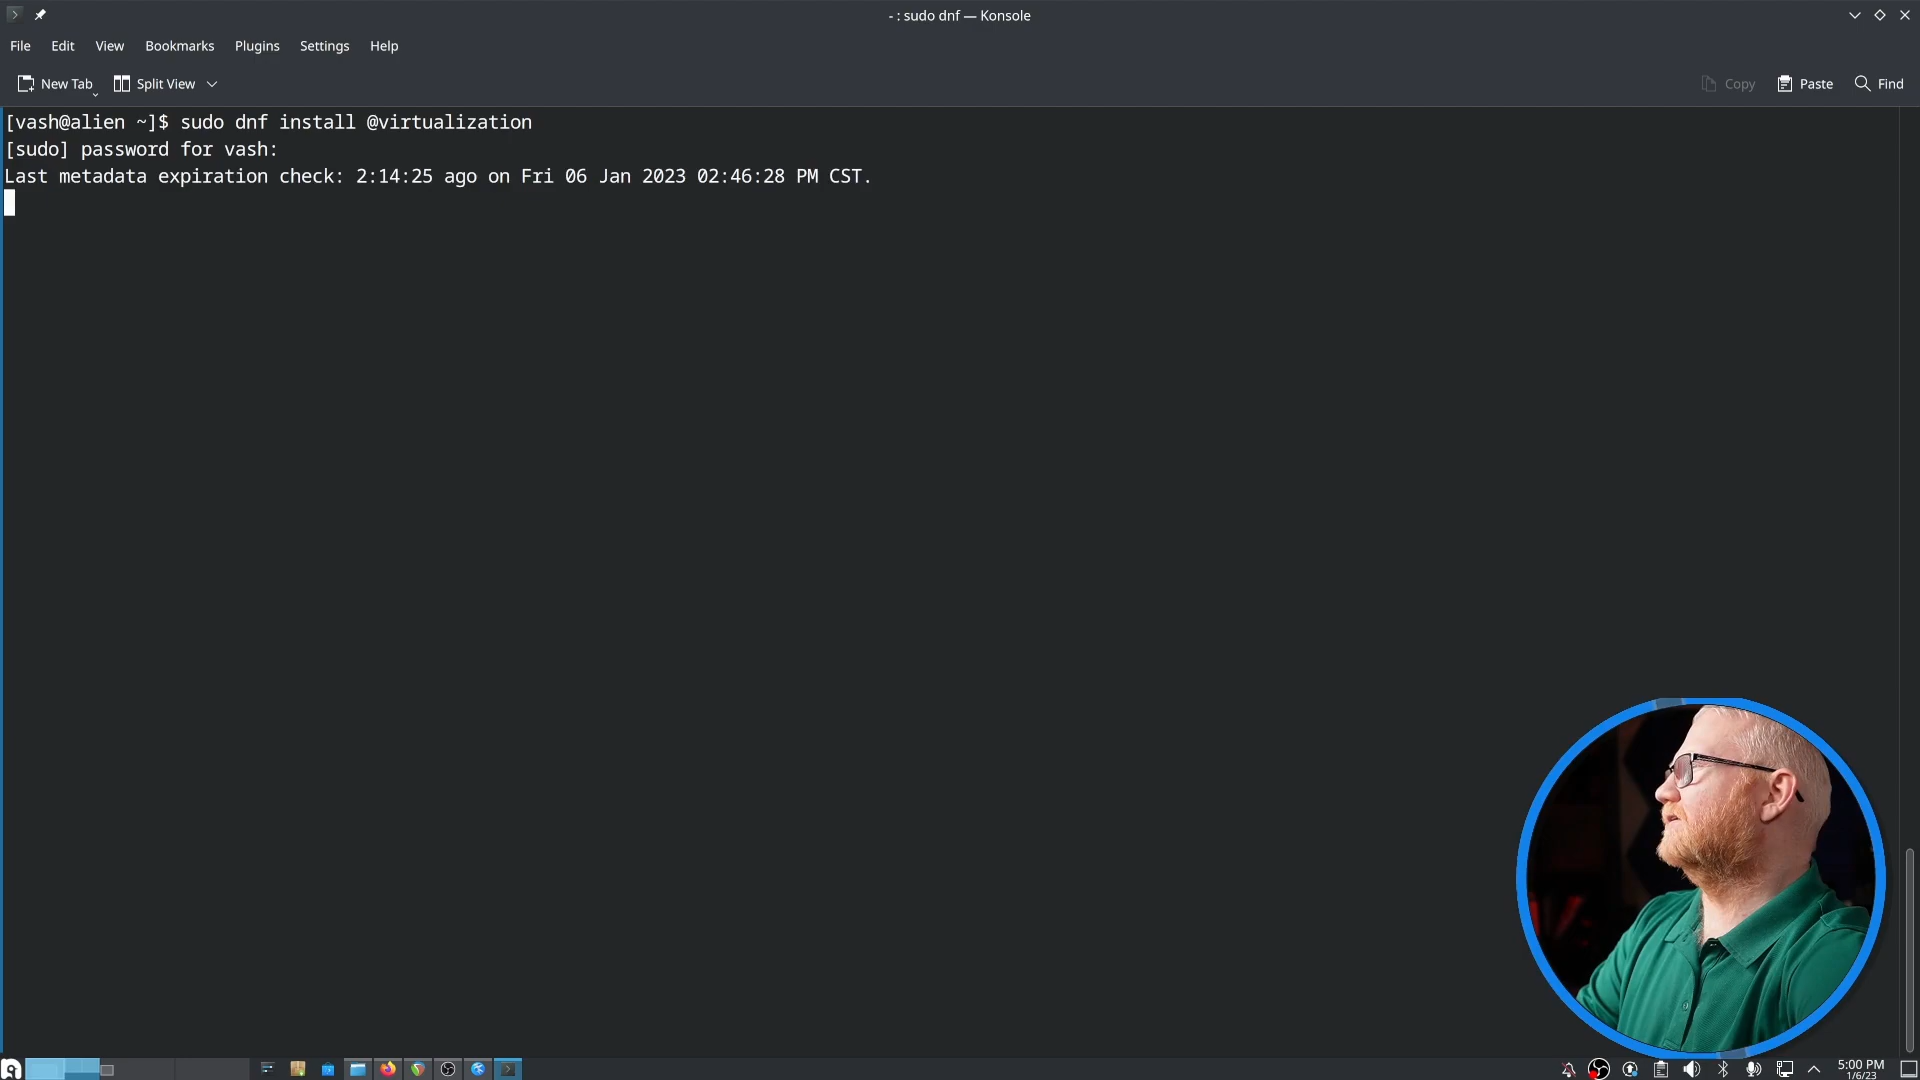 - : sudo dnf — Konsole
File Edit View Bookmarks Plugins Settings Help
New Tab Split View Copy Paste Find
[vash@alien ~]$ sudo dnf install @virtualization
[sudo] password for vash:
Last metadata expiration check: 2:14:25 ago on Fri 06 Jan 2023 02:46:28 PM CST.
5:00 PM
1/6/23